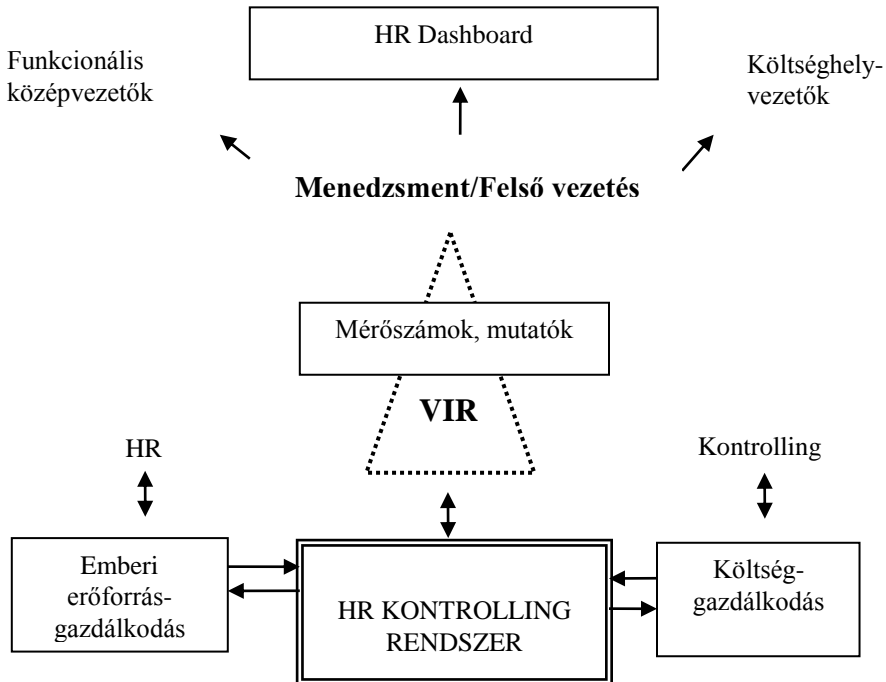 HR Dashboard
Funkcionális
középvezetők
Költséghely-
vezetők
Menedzsment/Felső vezetés
Mérőszámok, mutatók
VIR
HR
Kontrolling
Emberi
erőforrás-
gazdálkodás
HR KONTROLLING
RENDSZER
Költség-
gazdálkodás